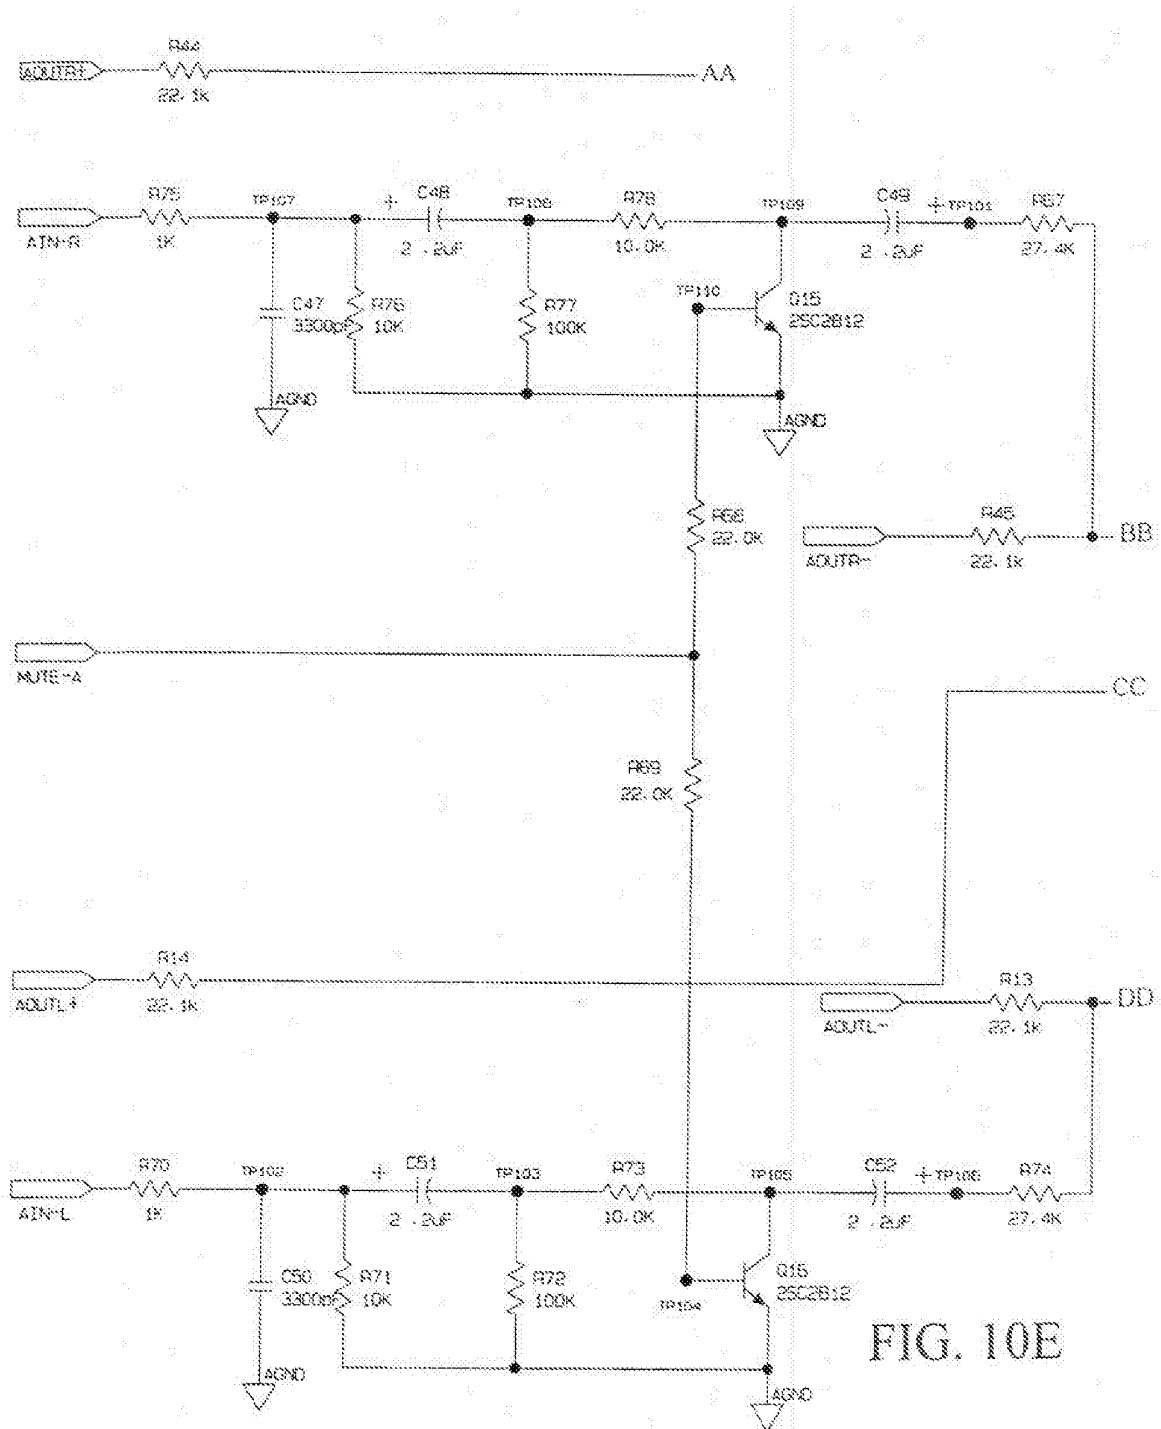 R44
AOUTR+
22.1k
AA
R75
TP107
+
C48
TP108
R78
TP109
C49
+
TP101
R67
AIN-R
1K
2.2uF
10.0K
2.2uF
27.4K
TP110
C47
3300pF
R76
10K
R77
100K
Q15
2SC2812
AGND
AGND
R66
22.0K
R45
BB
AOUTR-
22.1k
MUTE-A
CC
R69
22.0K
R14
R13
DD
AOUTL+
22.1k
AOUTL-
22.1k
R70
TP102
+
C51
TP103
R73
TP105
C52
+
TP106
R74
AIN-L
1K
2.2uF
10.0K
2.2uF
27.4K
C50
3300pF
R71
10K
R72
100K
TP104
Q16
2SC2812
FIG. 10E
AGND
AGND